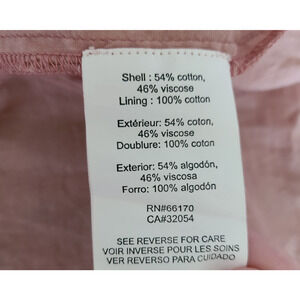 Shell : 54% cotton,
46% viscose
Lining : 100% cotton
Extérieur: 54% coton,
46% viscose
Doublure: 100% coton
Exterior: 54% algodón,
46% viscosa
Forro: 100% algodón
RN#66170
CA#32054
SEE REVERSE FOR CARE
VOIR INVERSE POUR LES SOINS
VER REVERSO PARA CUIDADO